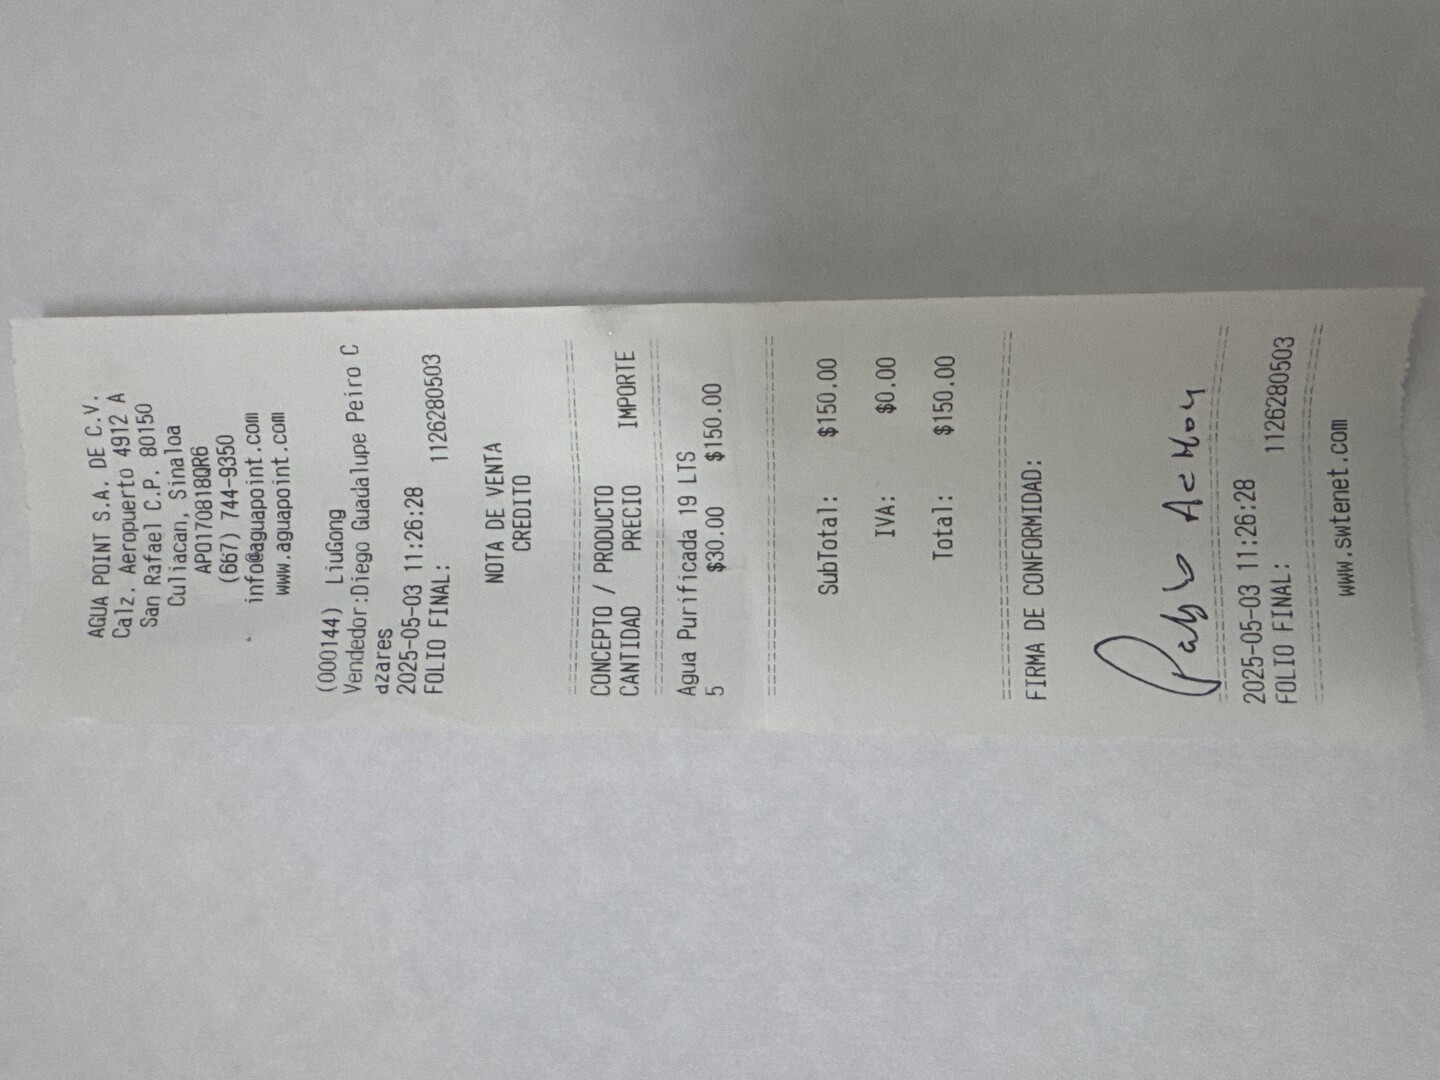 AGUA POINT S.A. DE C.V.
Calz. Aeropuerto 4912 A
San Rafael C.P. 80150
Culiacan, Sinaloa
APO170818QR6
(667) 744-9350
info@aguapoint.com
www.aguapoint.com
(000144) LiuGong
Vendedor:Diego Guadalupe Peiro C
dzares
2025-05-03 11:26:28
FOLIO FINAL: 1126280503
NOTA DE VENTA
CREDITO
CONCEPTO / PRODUCTO
CANTIDAD PRECIO IMPORTE
Agua Purificada 19 LTS
5 $30.00 $150.00
SubTotal: $150.00
IVA: $0.00
Total: $150.00
FIRMA DE CONFORMIDAD:
Pablo
2025-05-03 11:26:28
FOLIO FINAL: 1126280503
www.swtenet.com